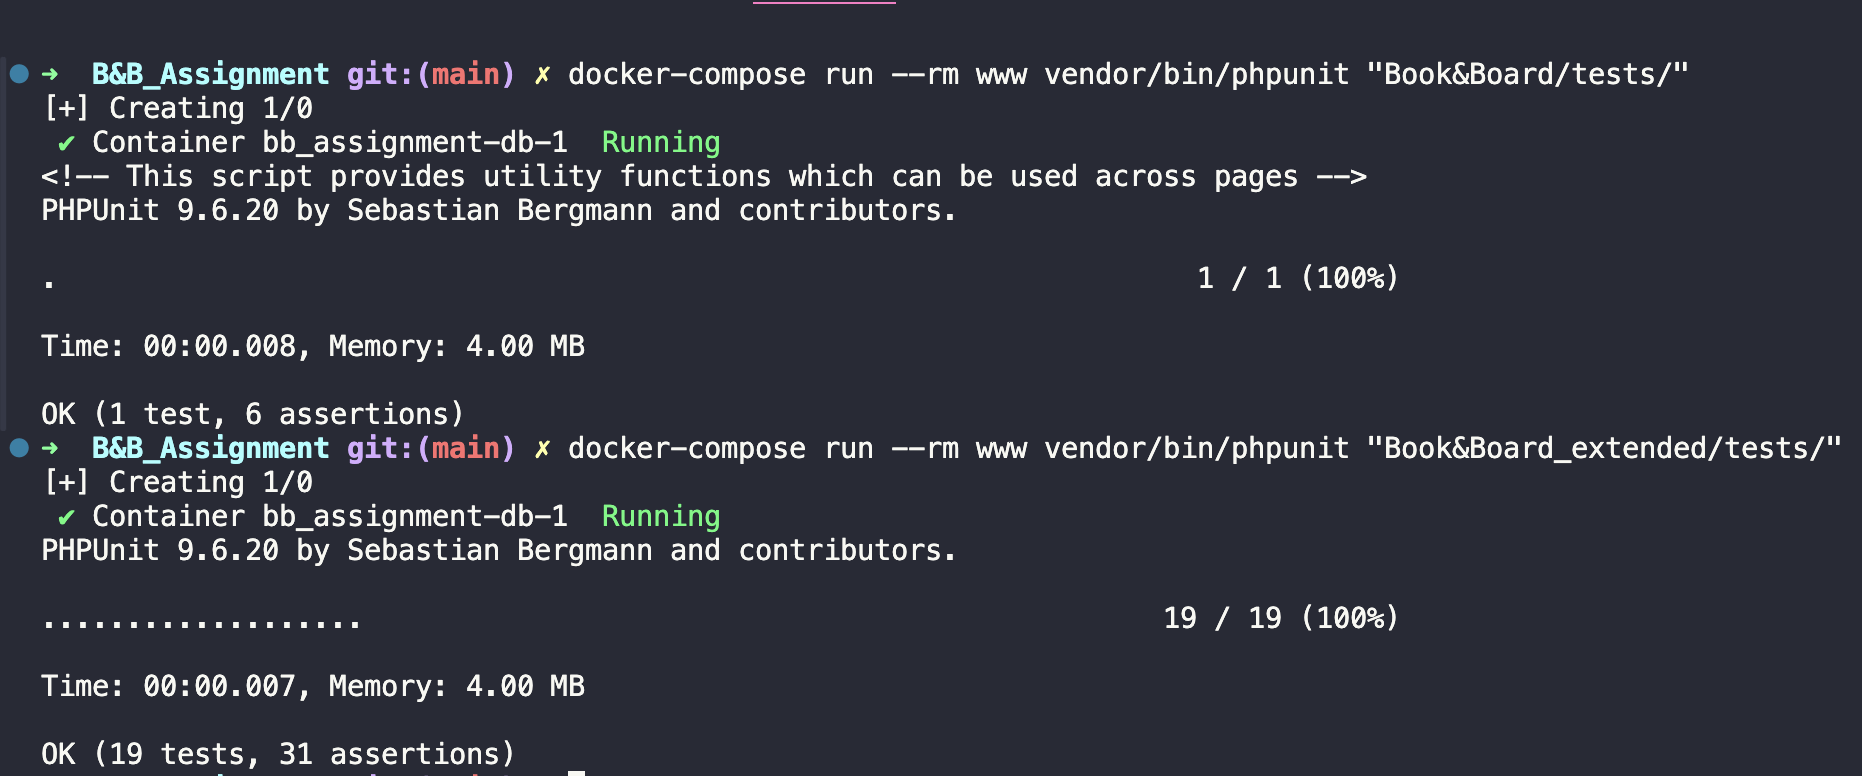 ➜ B&B_Assignment git:(main) ✗ docker-compose run --rm www vendor/bin/phpunit "Book&Board/tests/"
[+] Creating 1/0
✔ Container bb_assignment-db-1 Running
<!-- This script provides utility functions which can be used across pages -->
PHPUnit 9.6.20 by Sebastian Bergmann and contributors.
. 1 / 1 (100%)
Time: 00:00.008, Memory: 4.00 MB
OK (1 test, 6 assertions)
➜ B&B_Assignment git:(main) ✗ docker-compose run --rm www vendor/bin/phpunit "Book&Board_extended/tests/"
[+] Creating 1/0
✔ Container bb_assignment-db-1 Running
PHPUnit 9.6.20 by Sebastian Bergmann and contributors.
................... 19 / 19 (100%)
Time: 00:00.007, Memory: 4.00 MB
OK (19 tests, 31 assertions)